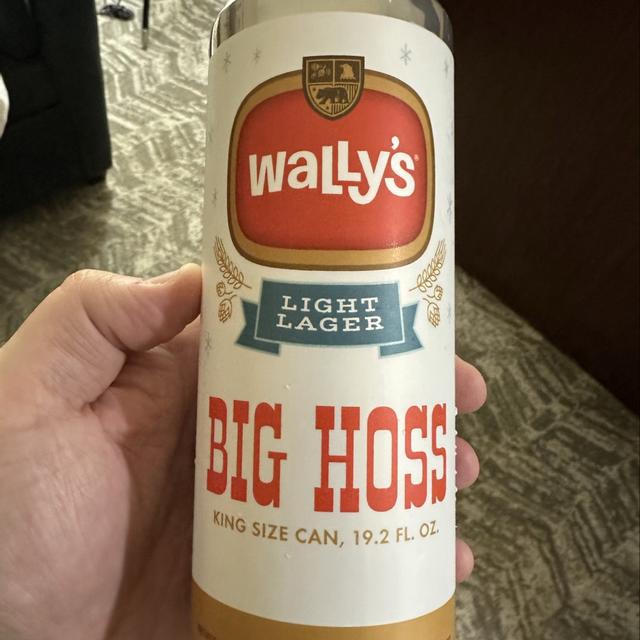 WaLLy's
LIGHT
LAGER
BIG HOSS
KING SIZE CAN, 19.2 FL. OZ.